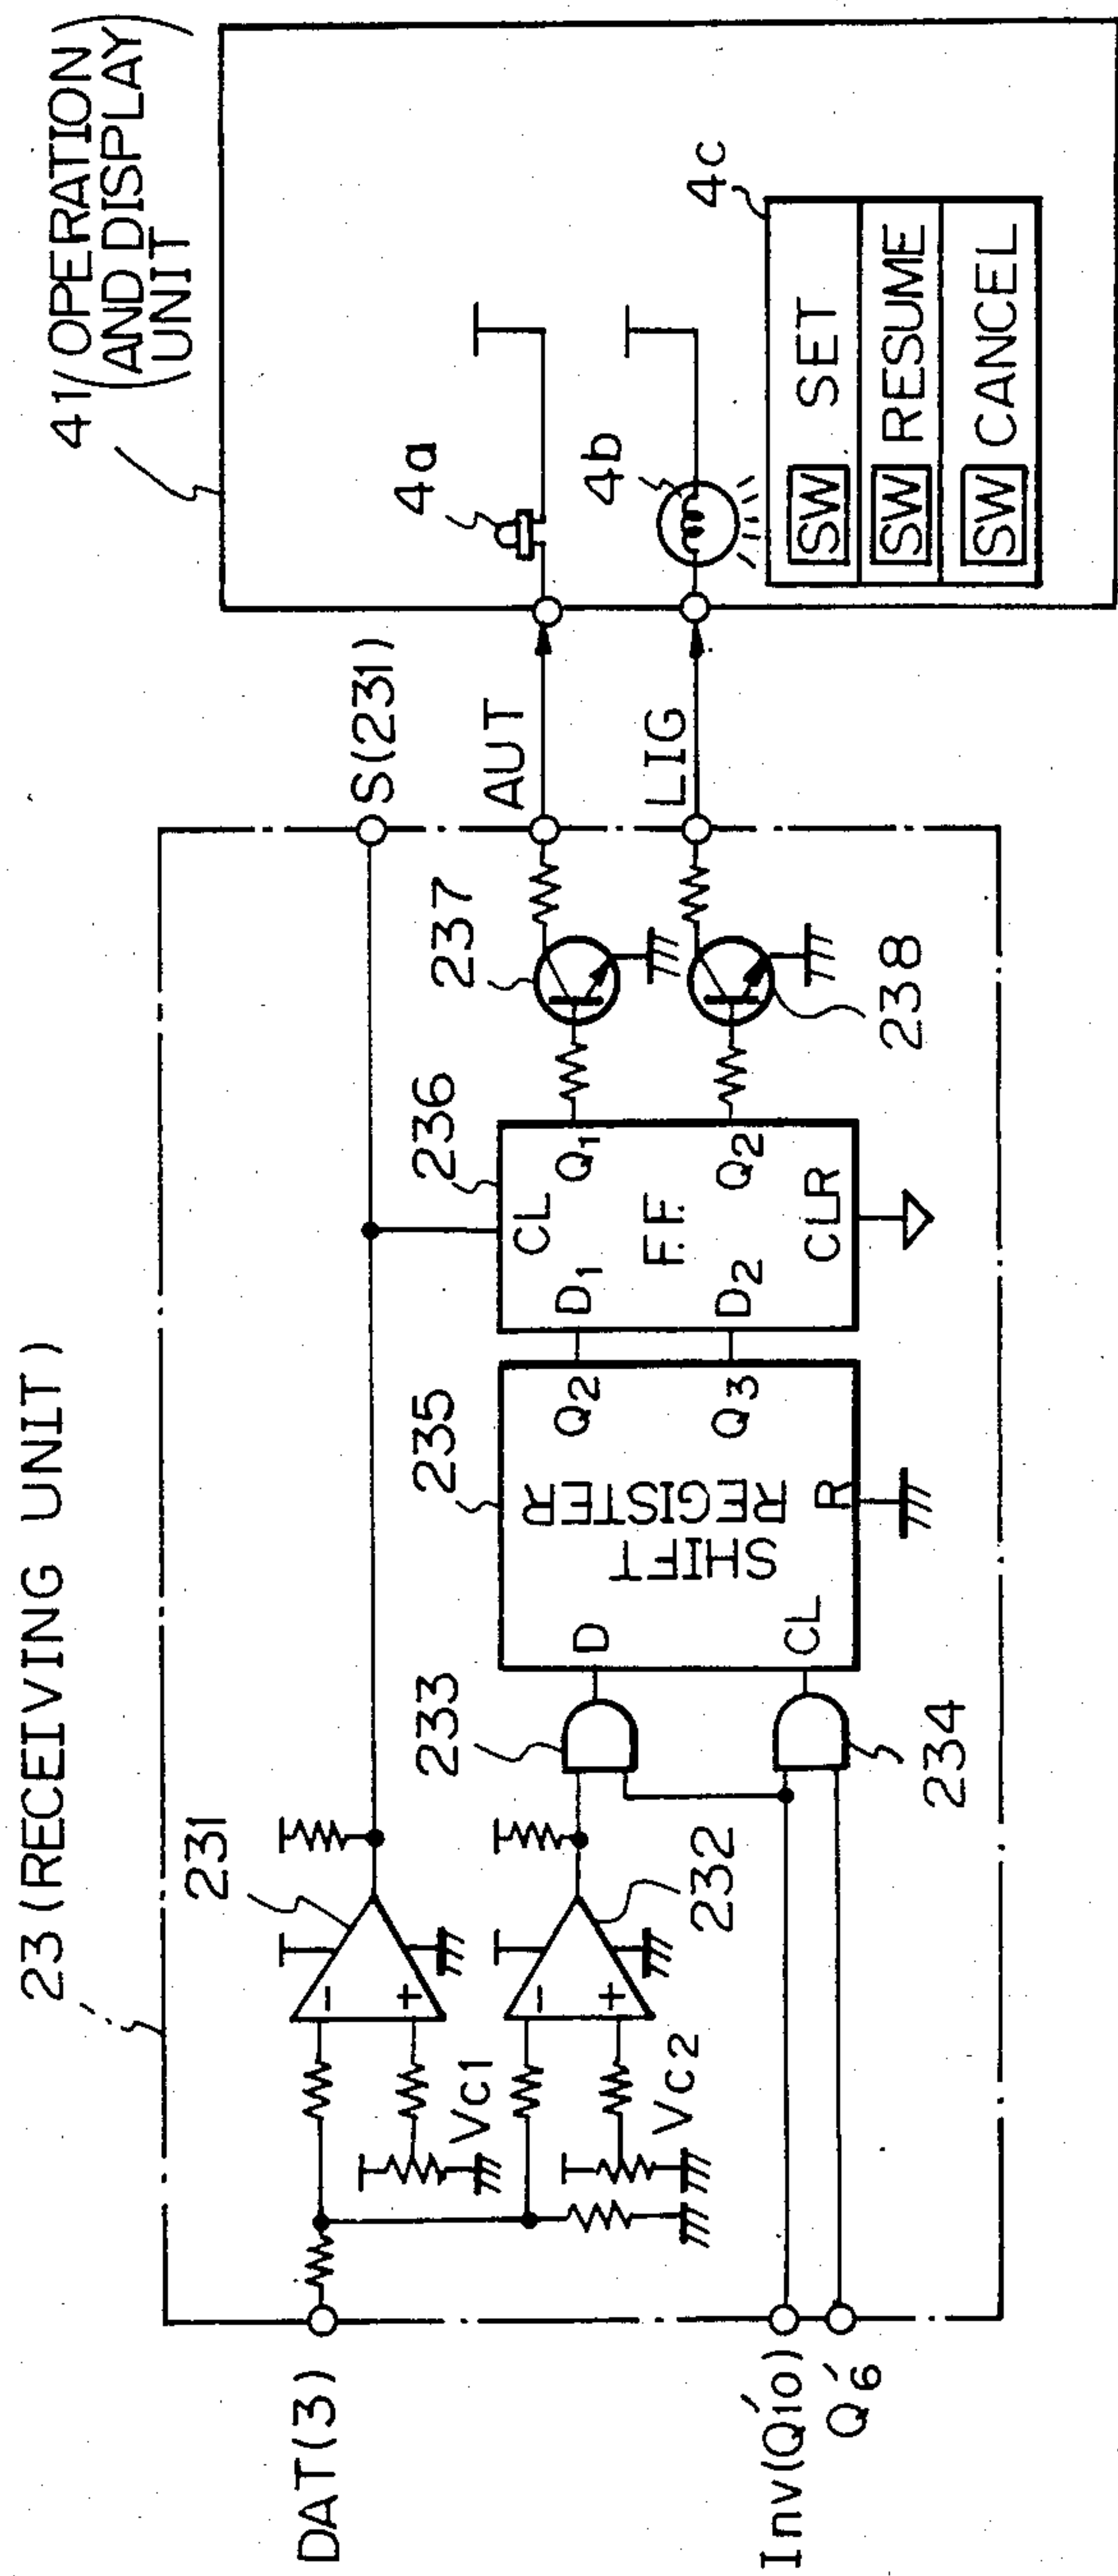 23 (RECEIVING UNIT)
41 (OPERATION
AND DISPLAY
UNIT)
DAT(3)
Inv(Q'10)
Q'6
231
-
+
Vc1
232
-
+
Vc2
233
234
235
D
CL
SHIFT
REGISTER
Q2
Q3
R
236
CL
D1
D2
F.F.
Q1
Q2
CLR
237
238
S(231)
AUT
LIG
4a
4b
4c
SW SET
SW RESUME
SW CANCEL